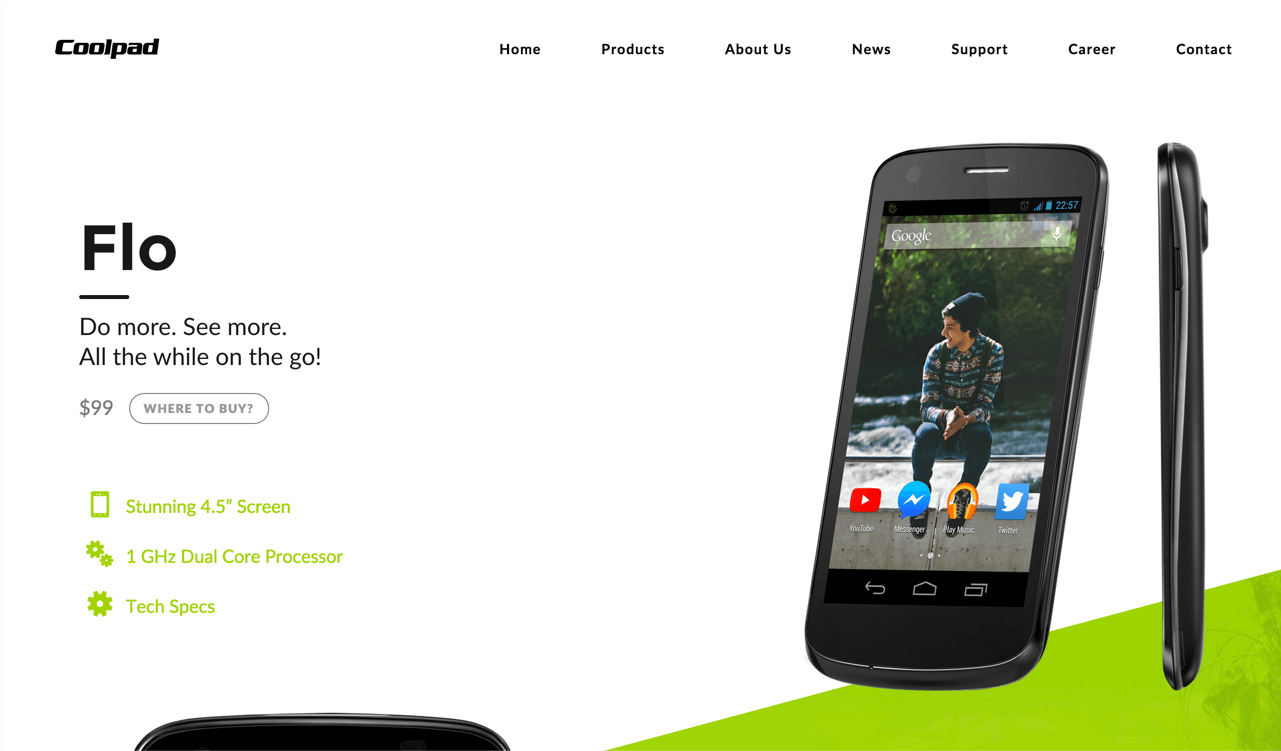 Coolpad
Home Products About Us News Support Career Contact
Flo
Do more. See more.
All the while on the go!
$99 WHERE TO BUY?
Stunning 4.5” Screen
1 GHz Dual Core Processor
Tech Specs
22:57
Google
YouTube Messenger Play Music Twitter